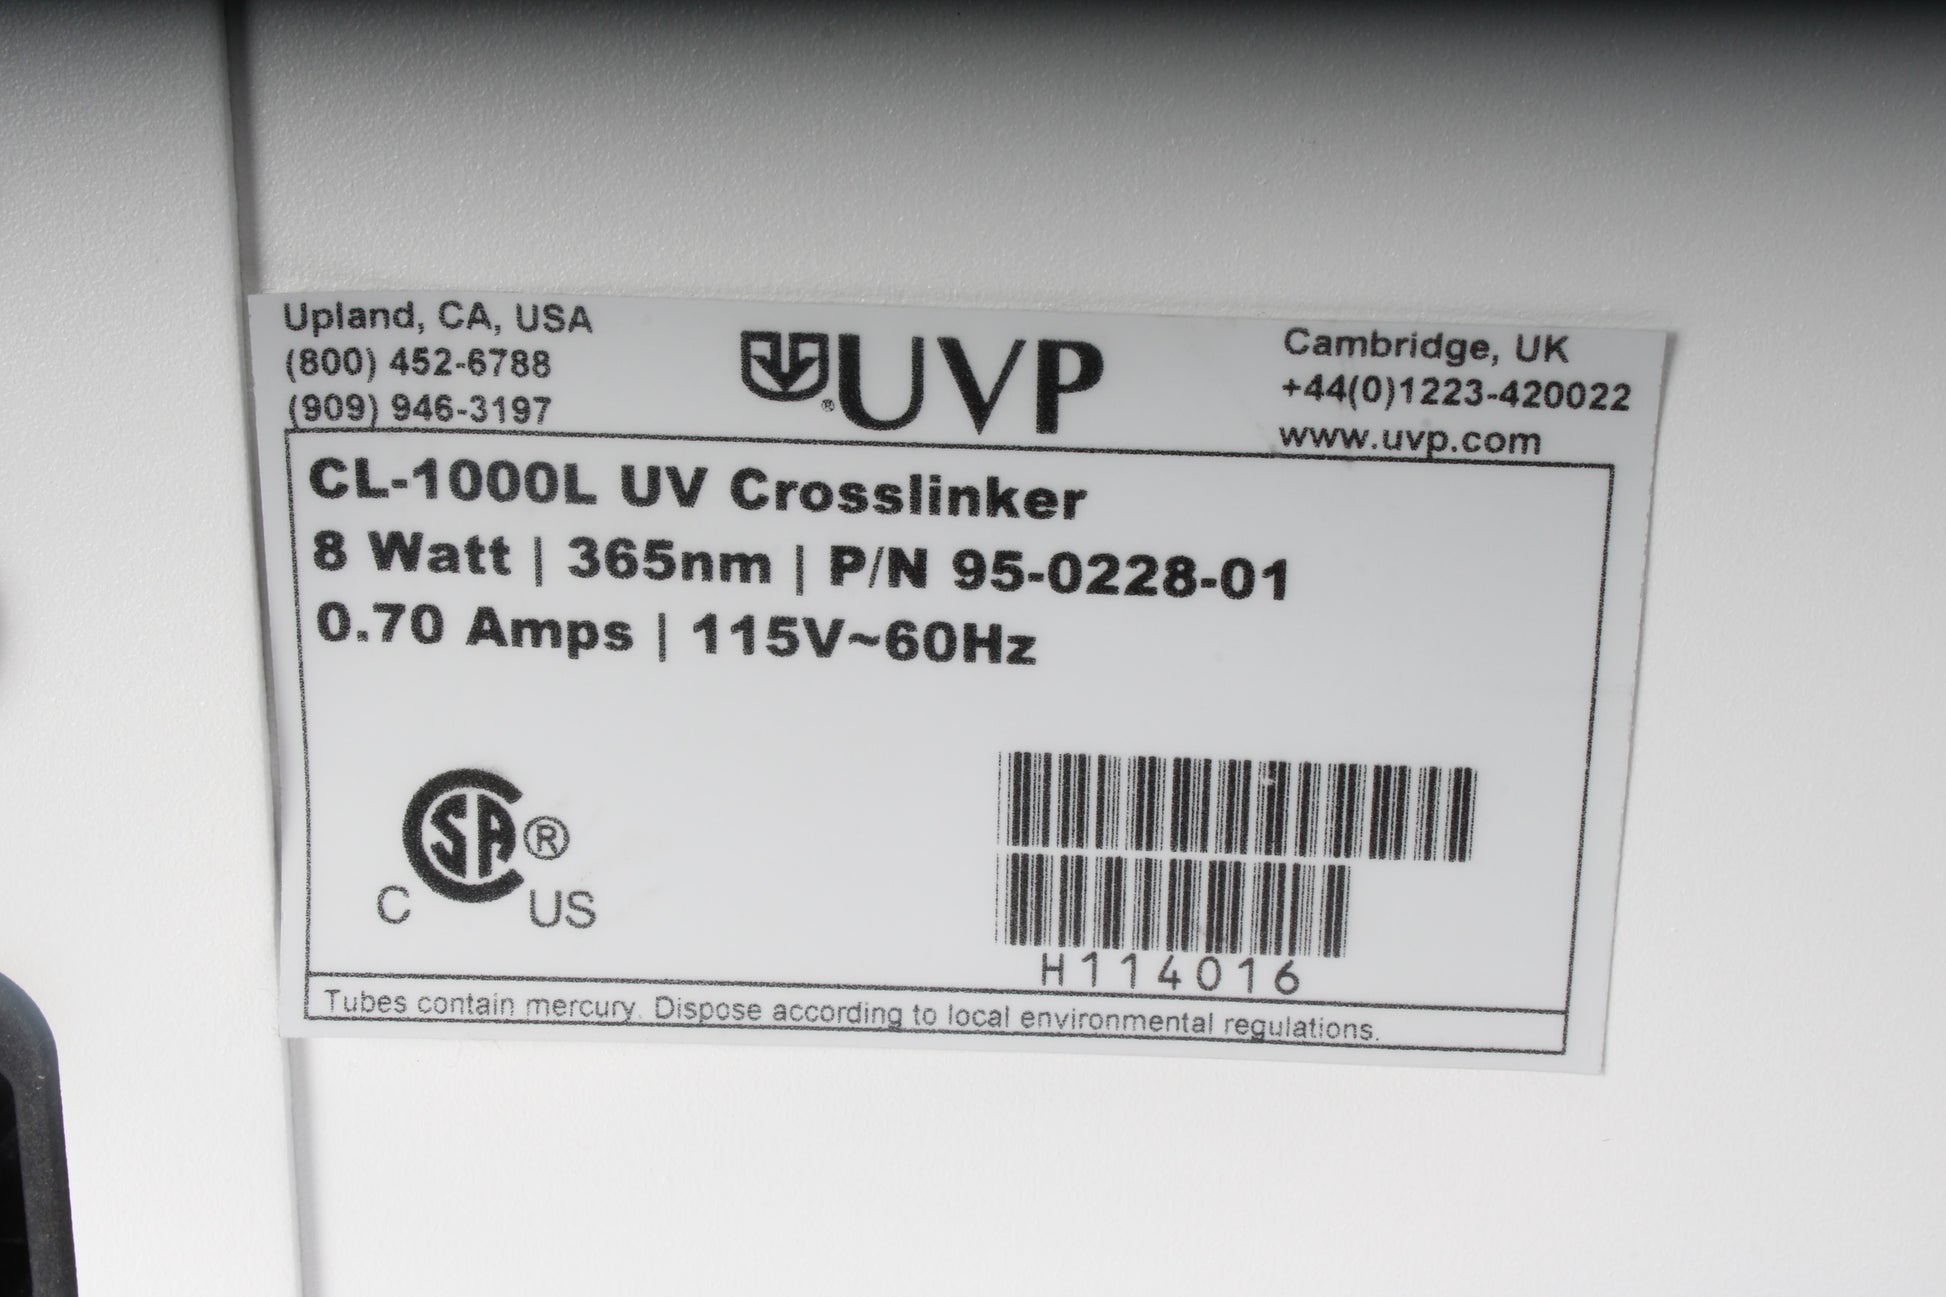 Upland, CA, USA
(800) 452-6788
(909) 946-3197
® UVP
Cambridge, UK
+44(0)1223-420022
www.uvp.com
CL-1000L UV Crosslinker
8 Watt | 365nm | P/N 95-0228-01
0.70 Amps | 115V~60Hz
CSA ®
C US
H114016
Tubes contain mercury. Dispose according to local environmental regulations.